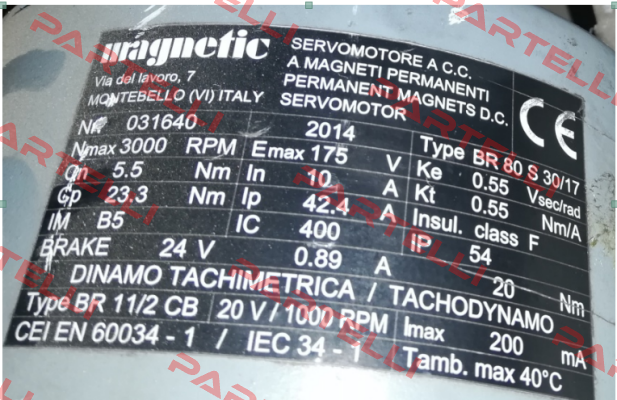 magnetic
Via del lavoro, 7
MONTEBELLO (VI) ITALY
SERVOMOTORE A C.C.
A MAGNETI PERMANENTI
PERMANENT MAGNETS D.C.
SERVOMOTOR
CE
N° 031640 2014 Type BR 80 S 30/17
Nmax 3000 RPM Emax 175 V Ke 0.55 Vsec/rad
Cn 5.5 Nm In 10 A Kt 0.55 Nm/A
Cp 23.3 Nm Ip 42.4 A Insul. class F
IM B5 IC 400 IP 54
BRAKE 24 V 0.89 A 20 Nm
DINAMO TACHIMETRICA / TACHODYNAMO
Type BR 11/2 CB 20 V / 1000 RPM Imax 200 mA
CEI EN 60034 - 1 / IEC 34 - 1 Tamb. max 40°C
PARTELLI
PARTELLI
PARTELLI
PARTELLI